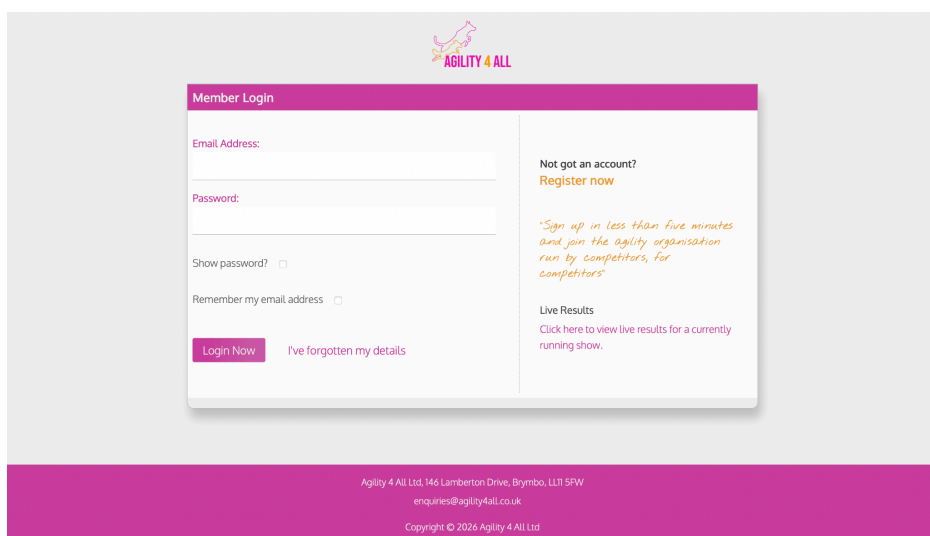 AGILITY 4 ALL
Member Login
Email Address:
Password:
Show password?
Remember my email address
Login Now
I've forgotten my details
Not got an account?
Register now
"Sign up in less than five minutes
and join the agility organisation
run by competitors, for
competitors"
Live Results
Click here to view live results for a currently
running show.
Agility 4 All Ltd, 146 Lamberton Drive, Brymbo, LL11 5FW
enquiries@agility4all.co.uk
Copyright © 2026 Agility 4 All Ltd